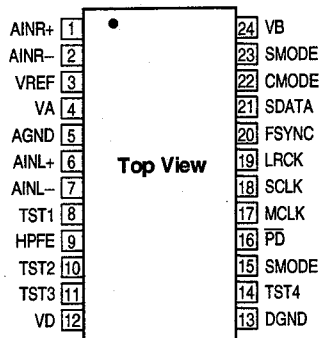 AINR+ 1
AINR− 2
VREF 3
VA 4
AGND 5
AINL+ 6
AINL− 7
TST1 8
HPFE 9
TST2 10
TST3 11
VD 12
Top View
24 VB
23 SMODE
22 CMODE
21 SDATA
20 FSYNC
19 LRCK
18 SCLK
17 MCLK
16 PD
15 SMODE
14 TST4
13 DGND